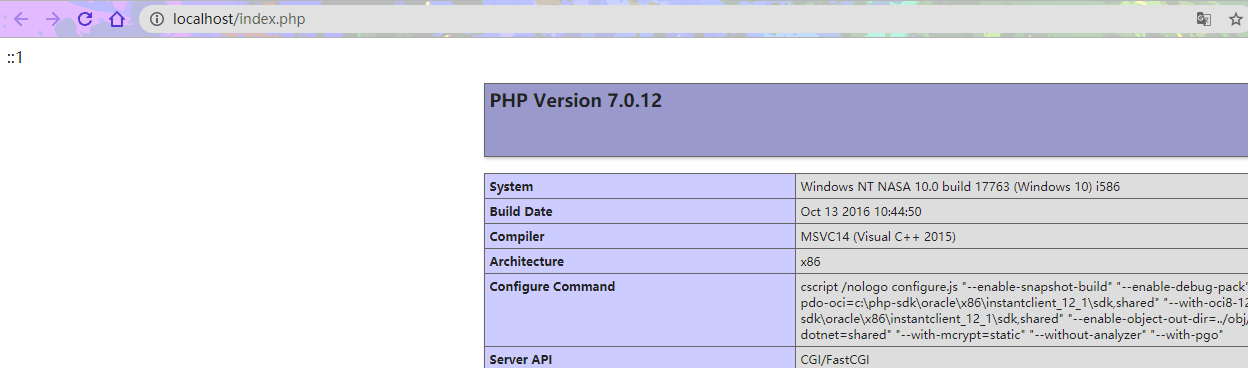 localhost/index.php
::1
PHP Version 7.0.12
System Windows NT NASA 10.0 build 17763 (Windows 10) i586
Build Date Oct 13 2016 10:44:50
Compiler MSVC14 (Visual C++ 2015)
Architecture x86
Configure Command cscript /nologo configure.js "--enable-snapshot-build" "--enable-debug-pack"
pdo-oci=c:\php-sdk\oracle\x86\instantclient_12_1\sdk,shared" "--with-oci8-12
sdk\oracle\x86\instantclient_12_1\sdk,shared" "--enable-object-out-dir=../obj/
dotnet=shared" "--with-mcrypt=static" "--without-analyzer" "--with-pgo"
Server API CGI/FastCGI